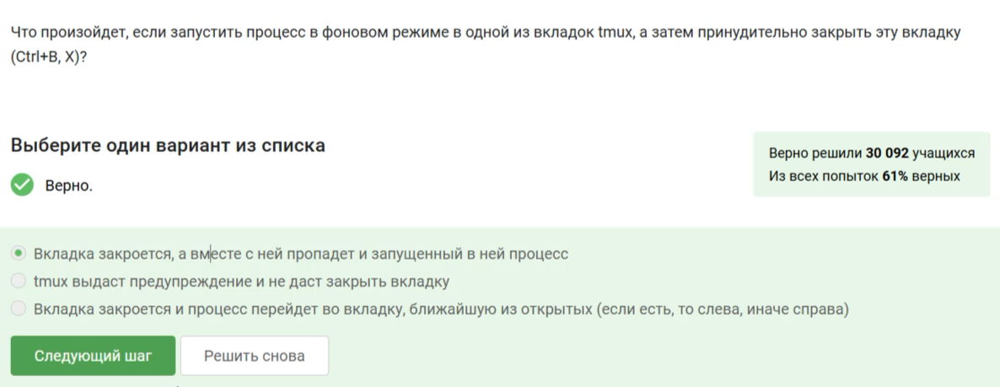 Что произойдет, если запустить процесс в фоновом режиме в одной из вкладок tmux, а затем принудительно закрыть эту вкладку
(Ctrl+B, X)?
Выберите один вариант из списка
Верно.
Верно решили 30 092 учащихся
Из всех попыток 61% верных
Вкладка закроется, а вместе с ней пропадет и запущенный в ней процесс
tmux выдаст предупреждение и не даст закрыть вкладку
Вкладка закроется и процесс перейдет во вкладку, ближайшую из открытых (если есть, то слева, иначе справа)
Следующий шаг
Решить снова